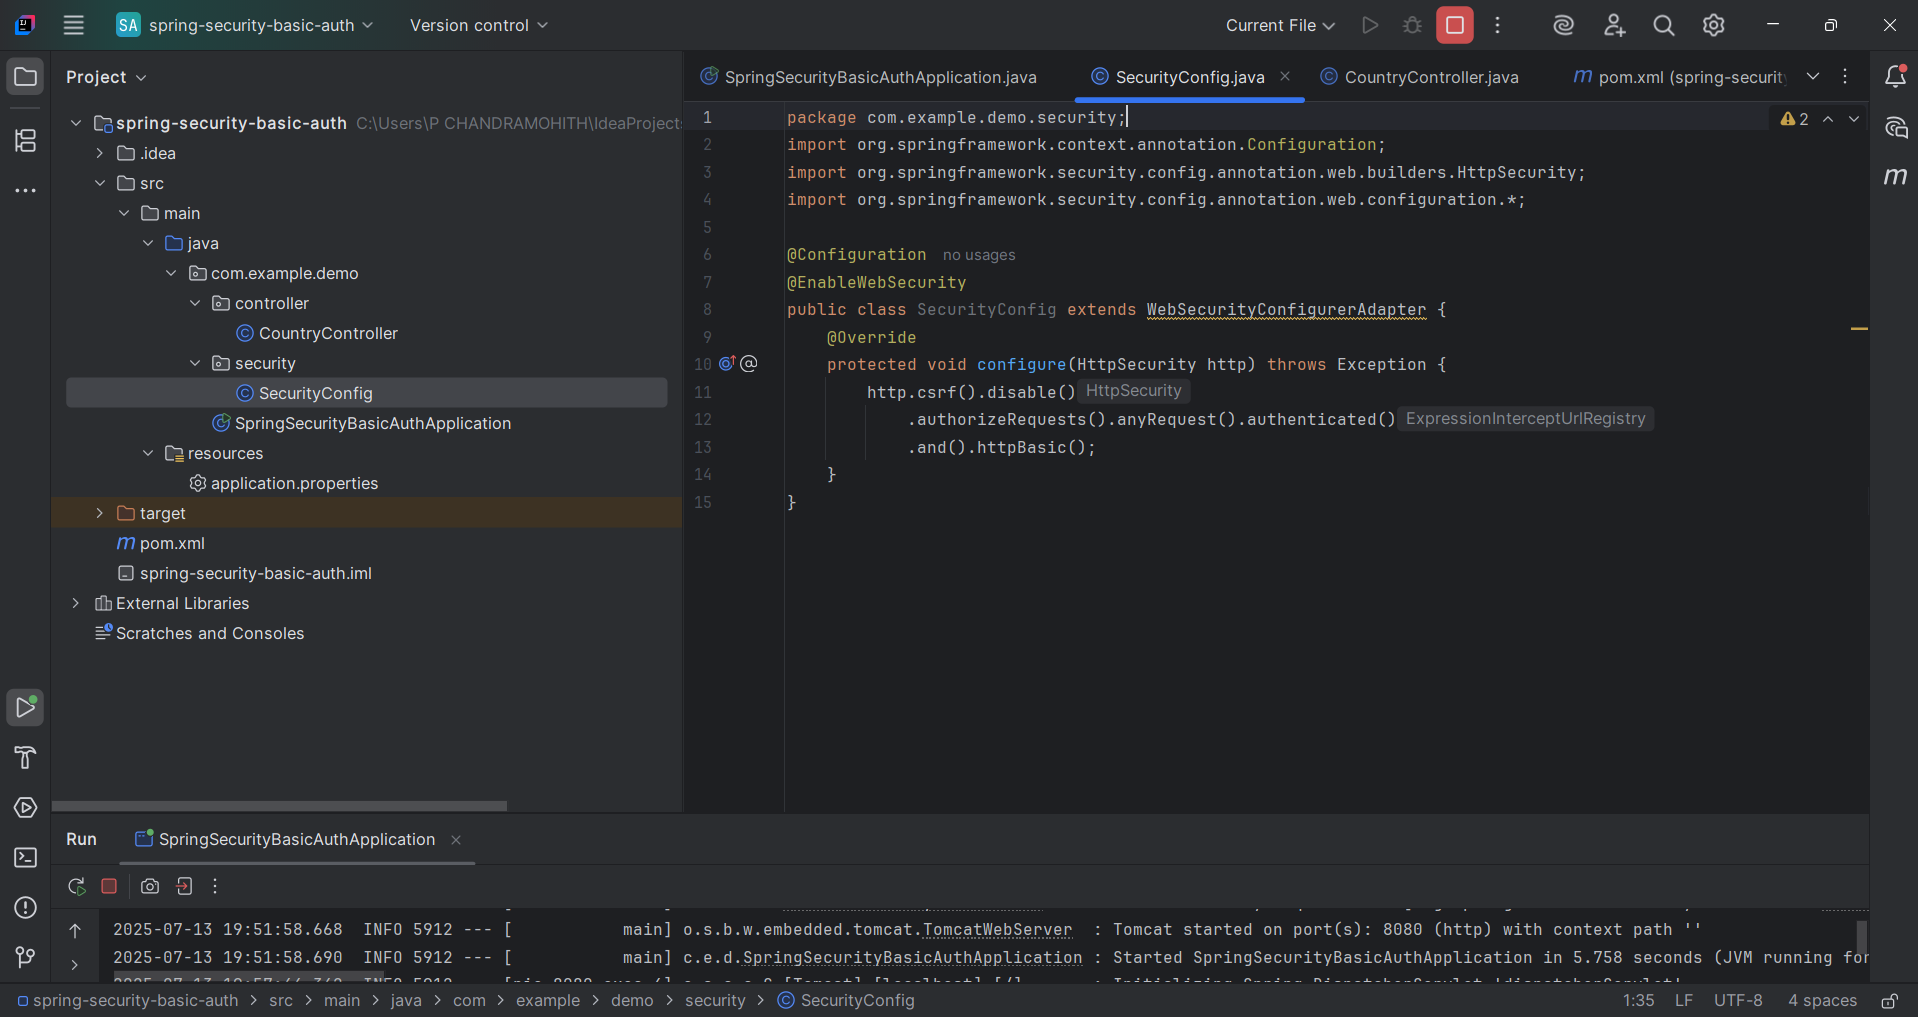 SA spring-security-basic-auth Version control Current File
Project
spring-security-basic-auth C:\Users\P CHANDRAMOHITH\IdeaProject
.idea
src
main
java
com.example.demo
controller
CountryController
security
SecurityConfig
SpringSecurityBasicAuthApplication
resources
application.properties
target
m pom.xml
spring-security-basic-auth.iml
External Libraries
Scratches and Consoles
SpringSecurityBasicAuthApplication.java SecurityConfig.java CountryController.java m pom.xml (spring-securit
2
m
1 package com.example.demo.security;
2 import org.springframework.context.annotation.Configuration;
3 import org.springframework.security.config.annotation.web.builders.HttpSecurity;
4 import org.springframework.security.config.annotation.web.configuration.*;
5
6 @Configuration no usages
7 @EnableWebSecurity
8 public class SecurityConfig extends WebSecurityConfigurerAdapter {
9 @Override
10 protected void configure(HttpSecurity http) throws Exception {
11 http.csrf().disable() HttpSecurity
12 .authorizeRequests().anyRequest().authenticated() ExpressionInterceptUrlRegistry
13 .and().httpBasic();
14 }
15 }
Run SpringSecurityBasicAuthApplication
2025-07-13 19:51:58.668 INFO 5912 --- [ main] o.s.b.w.embedded.tomcat.TomcatWebServer : Tomcat started on port(s): 8080 (http) with context path ''
2025-07-13 19:51:58.690 INFO 5912 --- [ main] c.e.d.SpringSecurityBasicAuthApplication : Started SpringSecurityBasicAuthApplication in 5.758 seconds (JVM running for
spring-security-basic-auth > src > main > java > com > example > demo > security > SecurityConfig 1:35 LF UTF-8 4 spaces